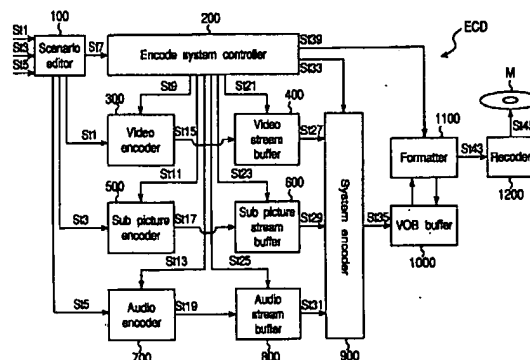 100
200
St1
St3
St5
Scenario
editor
St7
Encode system controller
St39
St33
ECD
St9
St21
300
400
M
St1
Video
encoder
St15
Video
stream
buffer
St27
1100
St45
St11
St23
Formatter
St43
Recoder
500
600
1200
St3
Sub picture
encoder
St17
Sub picture
stream
buffer
St29
System encoder
St35
VOB buffer
St13
St25
1000
St5
Audio
encoder
St19
Audio
stream
buffer
St31
700
800
900